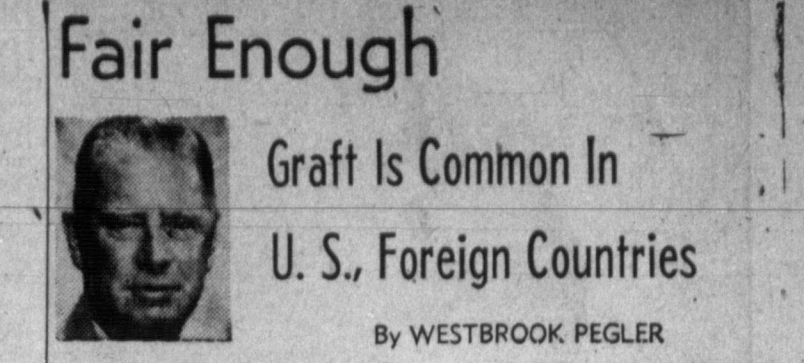 Fair Enough
Graft Is Common In
U. S., Foreign Countries
By WESTBROOK PEGLER